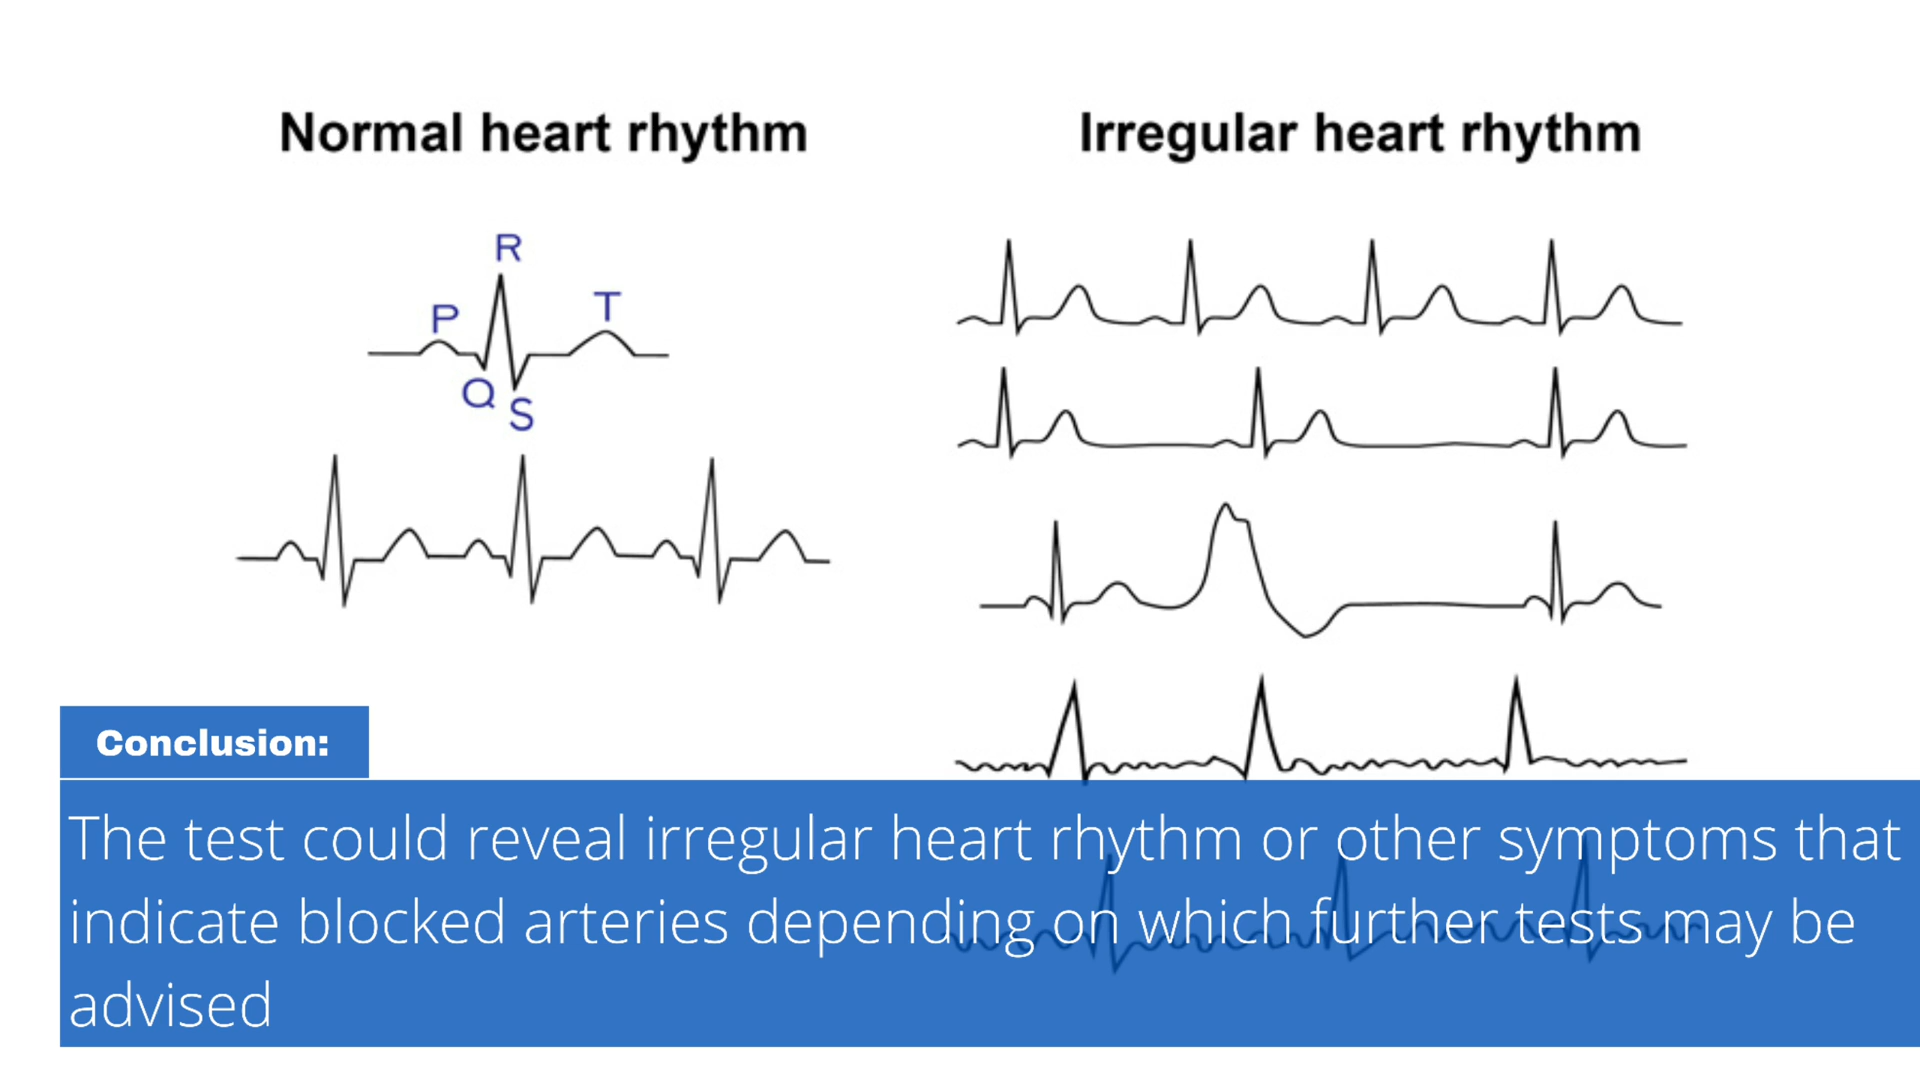 Normal heart rhythm
Irregular heart rhythm
R
P
T
Q
S
Conclusion:
The test could reveal irregular heart rhythm or other symptoms that
indicate blocked arteries depending on which further tests may be
advised